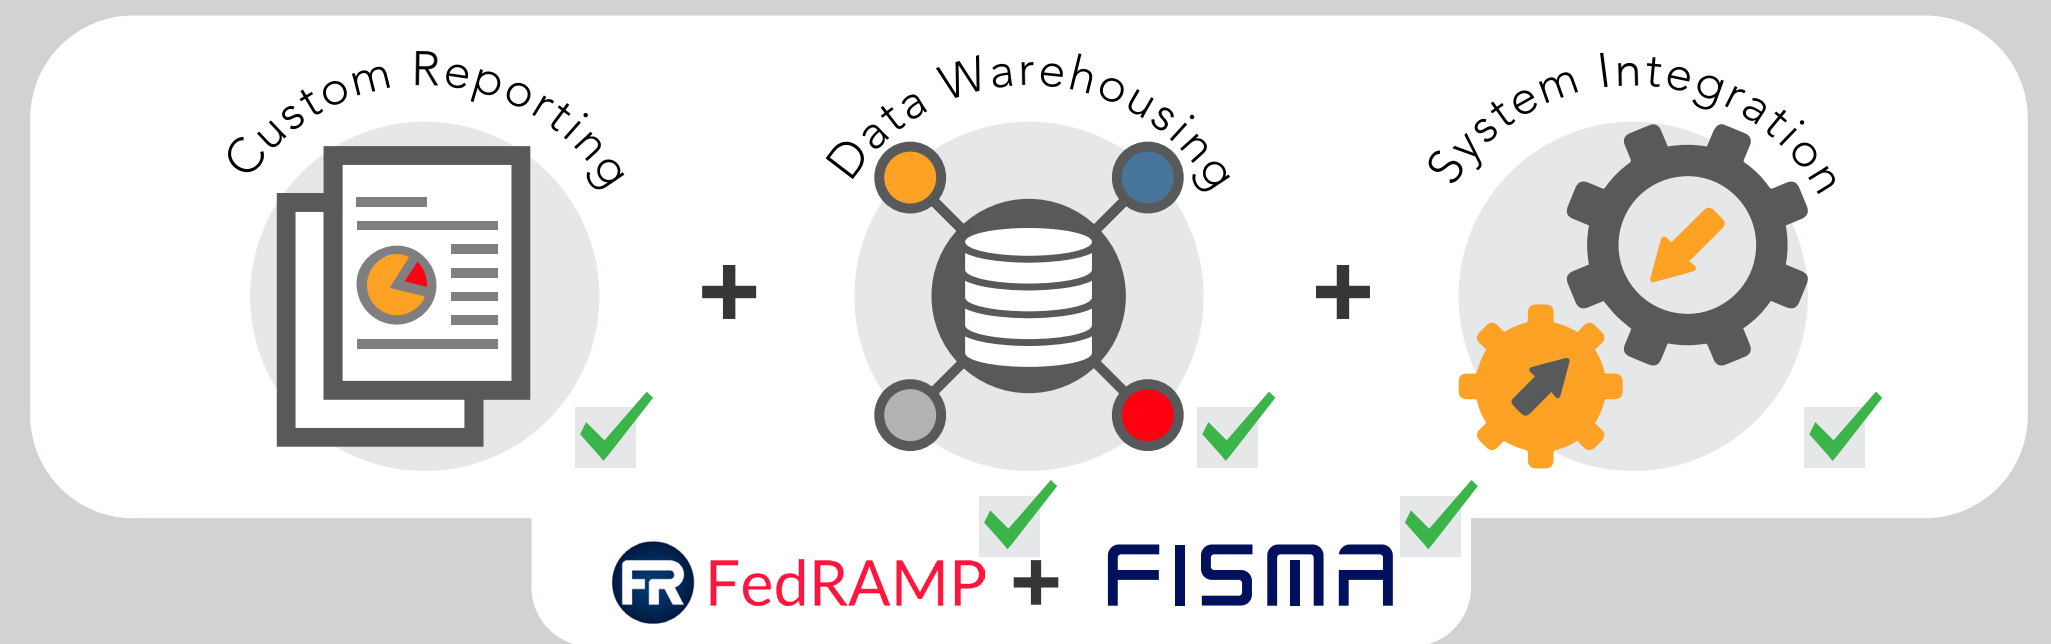 Custom Reporting
Data Warehousing
System Integration
+ +
FR FedRAMP + FISMA